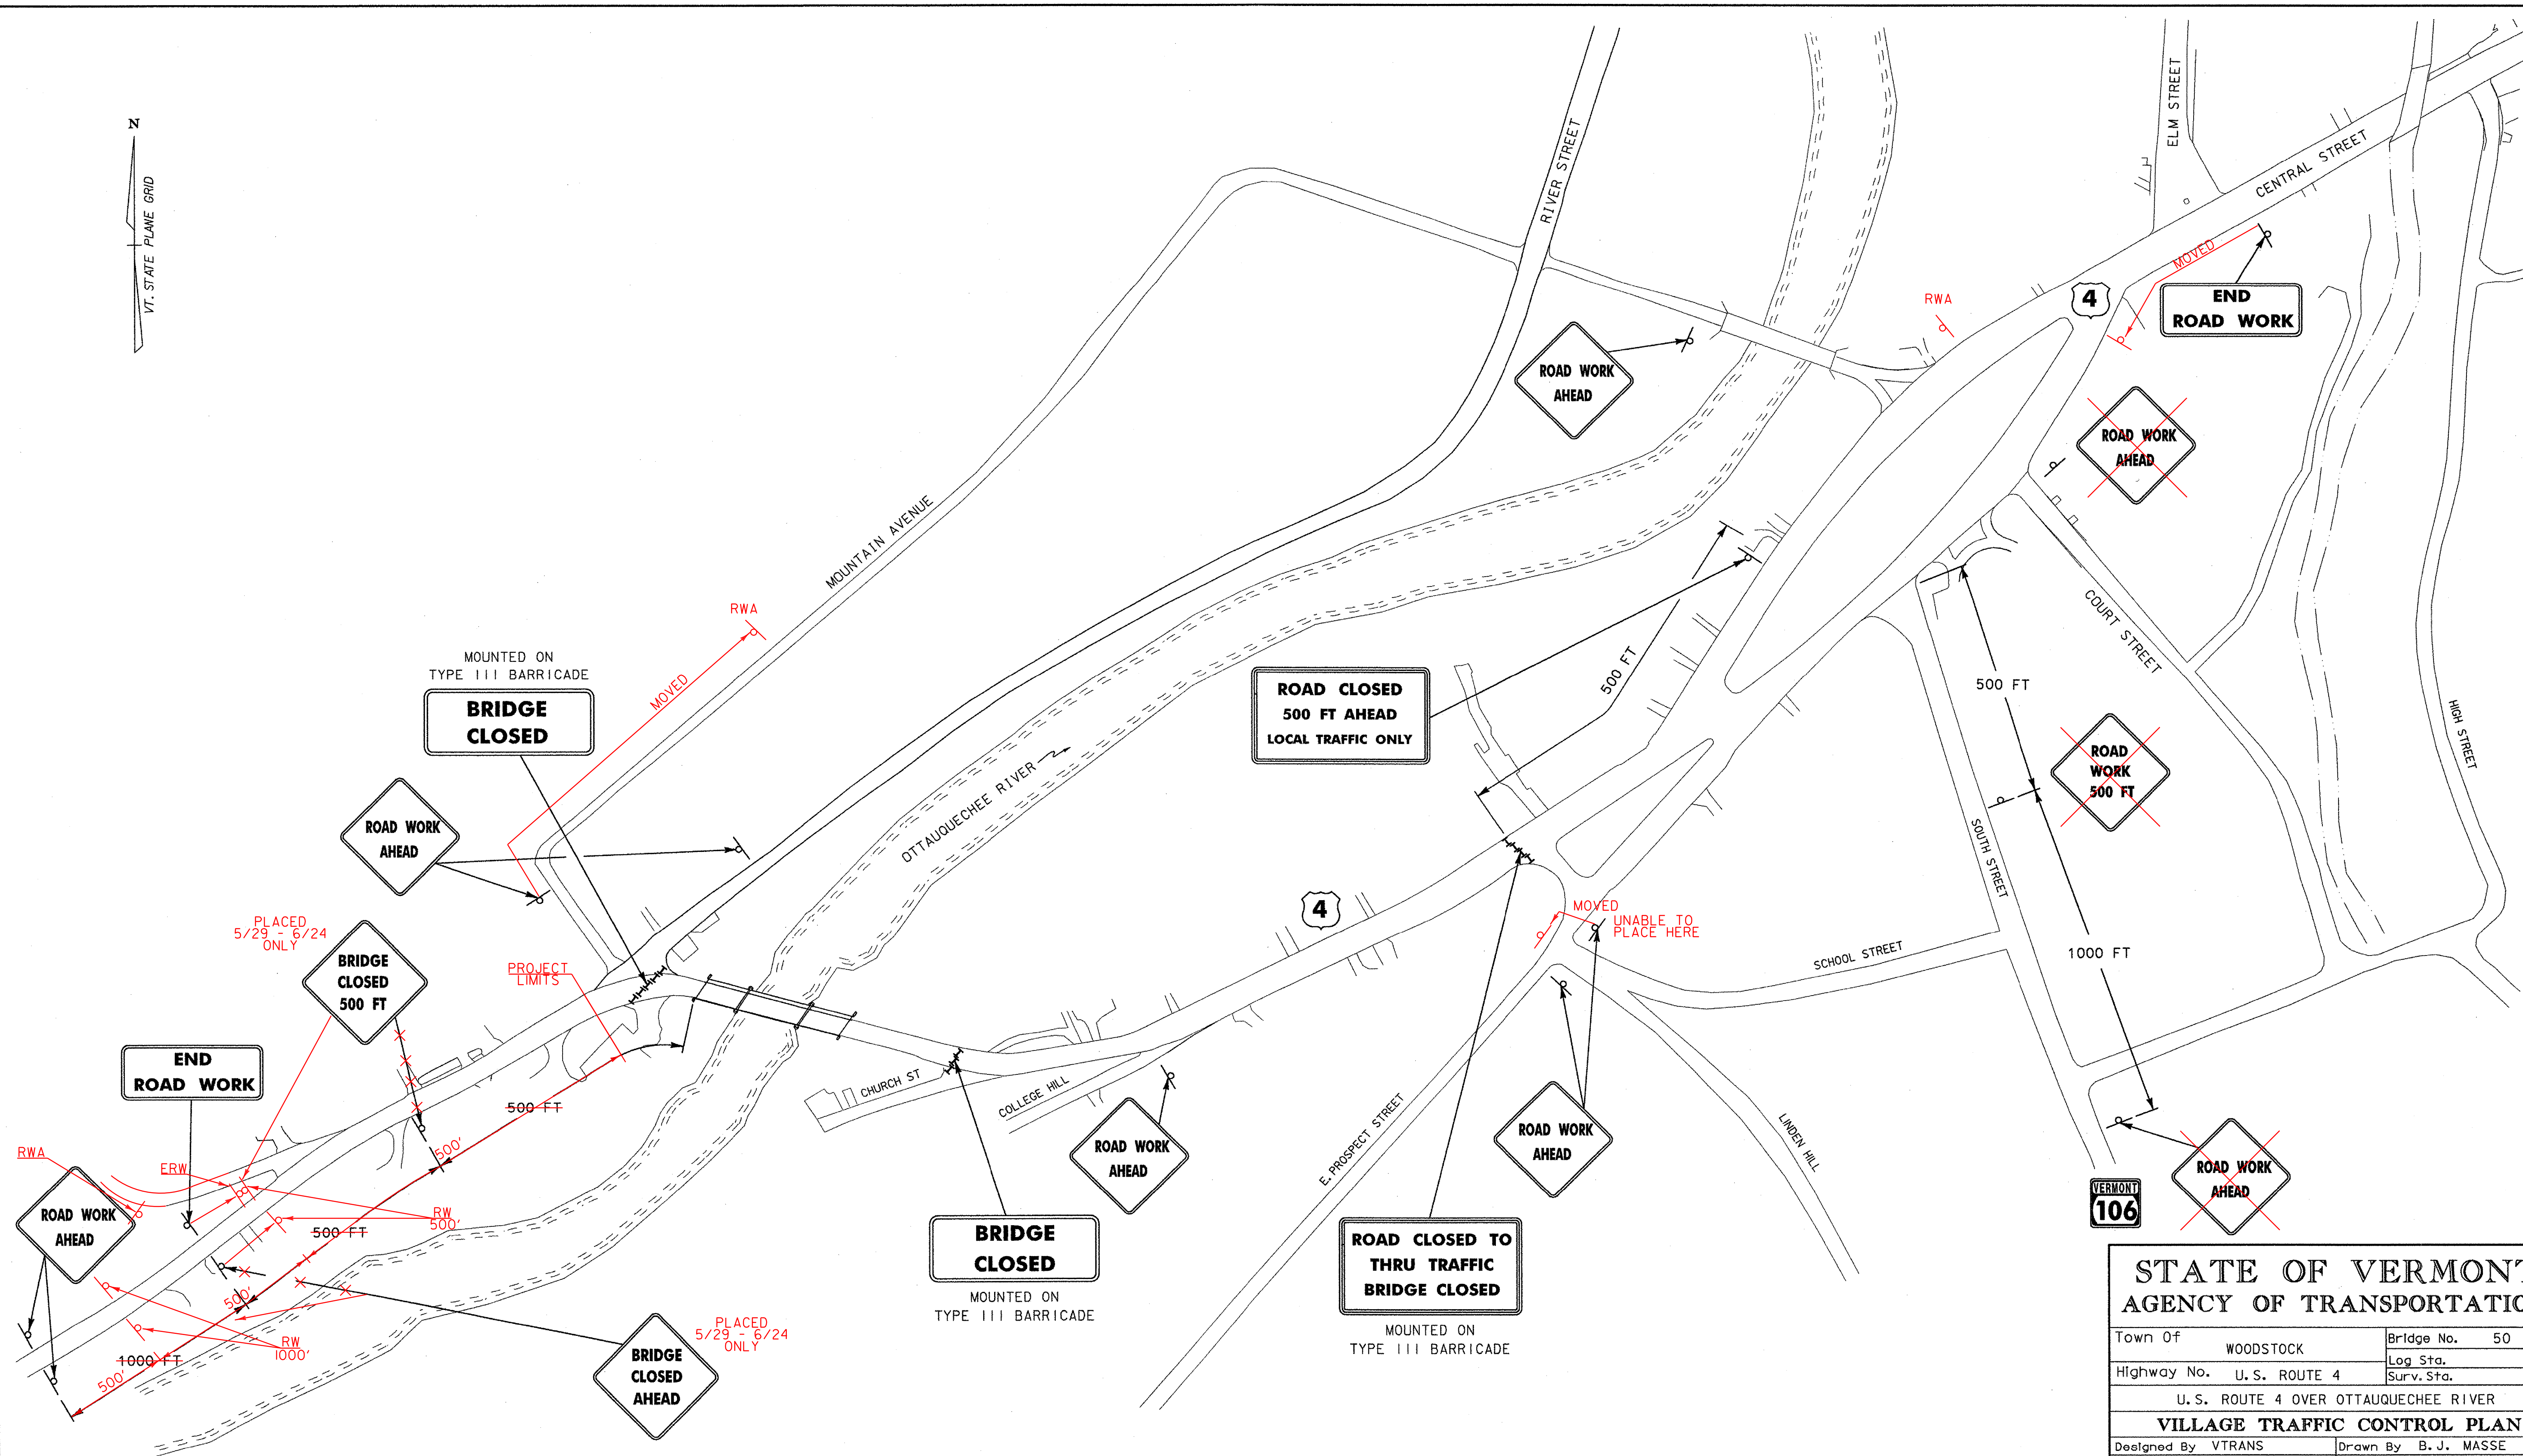 N
VT. STATE PLANE GRID
ELM STREET
CENTRAL STREET
RIVER STREET
MOVED
4
END
ROAD WORK
RWA
ROAD WORK
AHEAD
ROAD WORK
AHEAD
MOUNTAIN AVENUE
RWA
MOVED
MOUNTED ON
TYPE III BARRICADE
BRIDGE
CLOSED
ROAD CLOSED
500 FT AHEAD
LOCAL TRAFFIC ONLY
500 FT
500 FT
COURT STREET
HIGH STREET
ROAD
WORK
500 FT
SOUTH STREET
1000 FT
OTTAUQUECHEE RIVER
ROAD WORK
AHEAD
PLACED
5/29 - 6/24
ONLY
BRIDGE
CLOSED
500 FT
PROJECT
LIMITS
4
MOVED
UNABLE TO
PLACE HERE
SCHOOL STREET
END
ROAD WORK
500 FT
500'
CHURCH ST
COLLEGE HILL
ROAD WORK
AHEAD
E. PROSPECT STREET
ROAD WORK
AHEAD
LINDEN HILL
ROAD WORK
AHEAD
VERMONT
106
RWA
ERW
ROAD WORK
AHEAD
RW
500'
500 FT
500'
RW
1000'
1000 FT
500'
BRIDGE
CLOSED
MOUNTED ON
TYPE III BARRICADE
ROAD CLOSED TO
THRU TRAFFIC
BRIDGE CLOSED
MOUNTED ON
TYPE III BARRICADE
PLACED
5/29 - 6/24
ONLY
BRIDGE
CLOSED
AHEAD
STATE OF VERMONT
AGENCY OF TRANSPORTATIO
Town Of WOODSTOCK Bridge No. 50
Log Sta.
Highway No. U.S. ROUTE 4 Surv. Sta.
U.S. ROUTE 4 OVER OTTAUQUECHEE RIVER
VILLAGE TRAFFIC CONTROL PLAN
Designed By VTRANS Drawn By B.J. MASSE